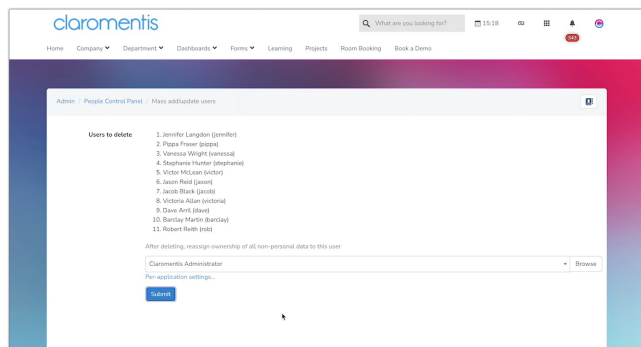 claromentis
What are you looking for?
15:18
343
Home Company Department Dashboards Forms Learning Projects Room Booking Book a Demo
Admin / People Control Panel / Mass add/update users
Users to delete
1. Jennifer Langdon (jennifer)
2. Pippa Fraser (pippa)
3. Vanessa Wright (vanessa)
4. Stephanie Hunter (stephanie)
5. Victor McLean (victor)
6. Jason Reid (jason)
7. Jacob Black (jacob)
8. Victoria Allan (victoria)
9. Dave Arril (dave)
10. Barclay Martin (barclay)
11. Robert Reith (rob)
After deleting, reassign ownership of all non-personal data to this user
Claromentis Administrator Browse
Per-application settings...
Submit